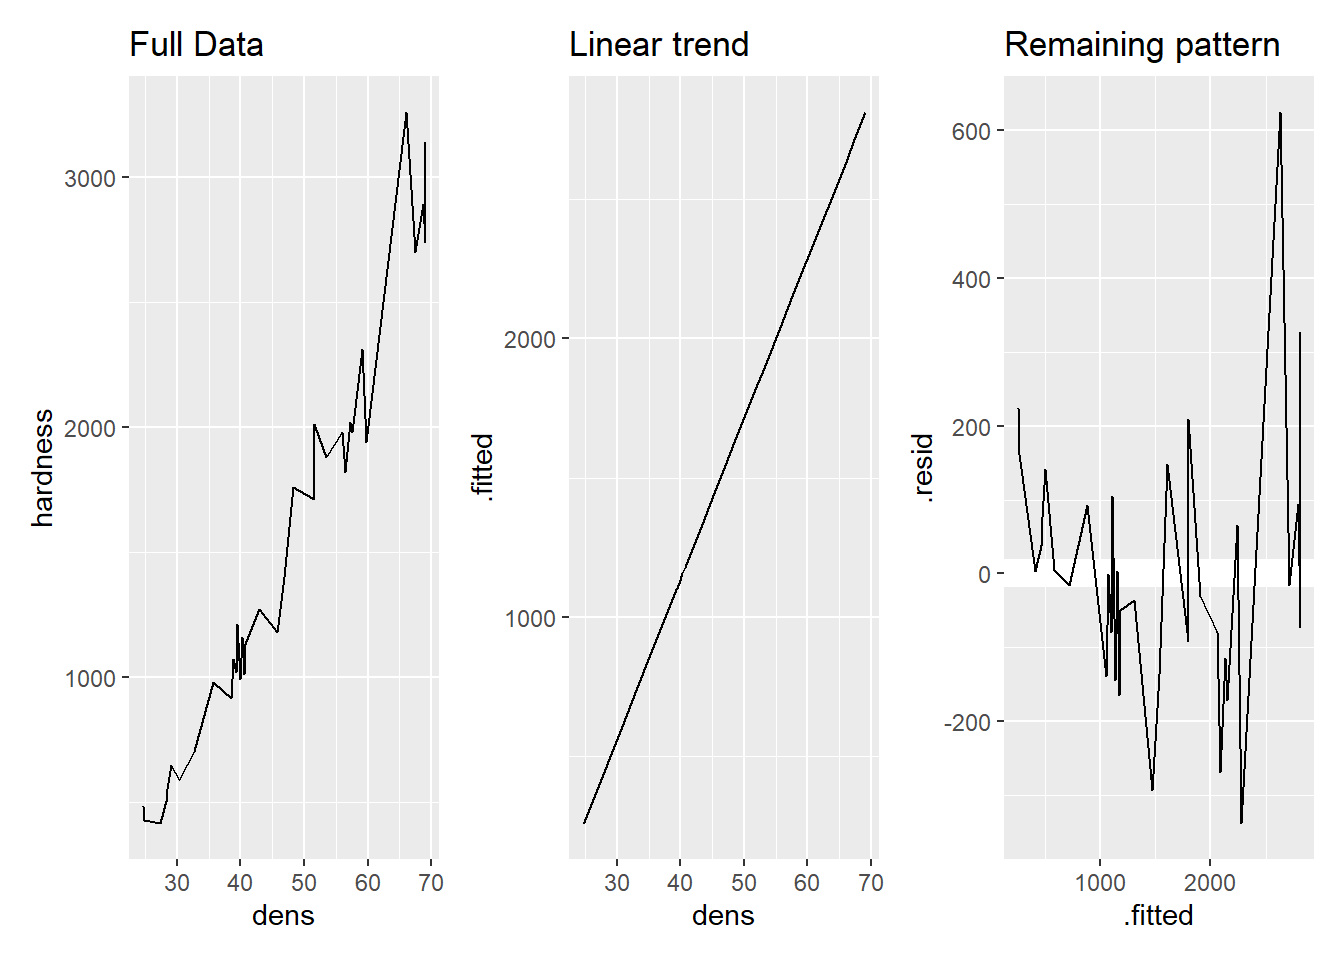 Full Data
hardness
3000
2000
1000
30 40 50 60 70
dens
Linear trend
.fitted
2000
1000
30 40 50 60 70
dens
Remaining pattern
.resid
600
400
200
0
-200
1000 2000
.fitted